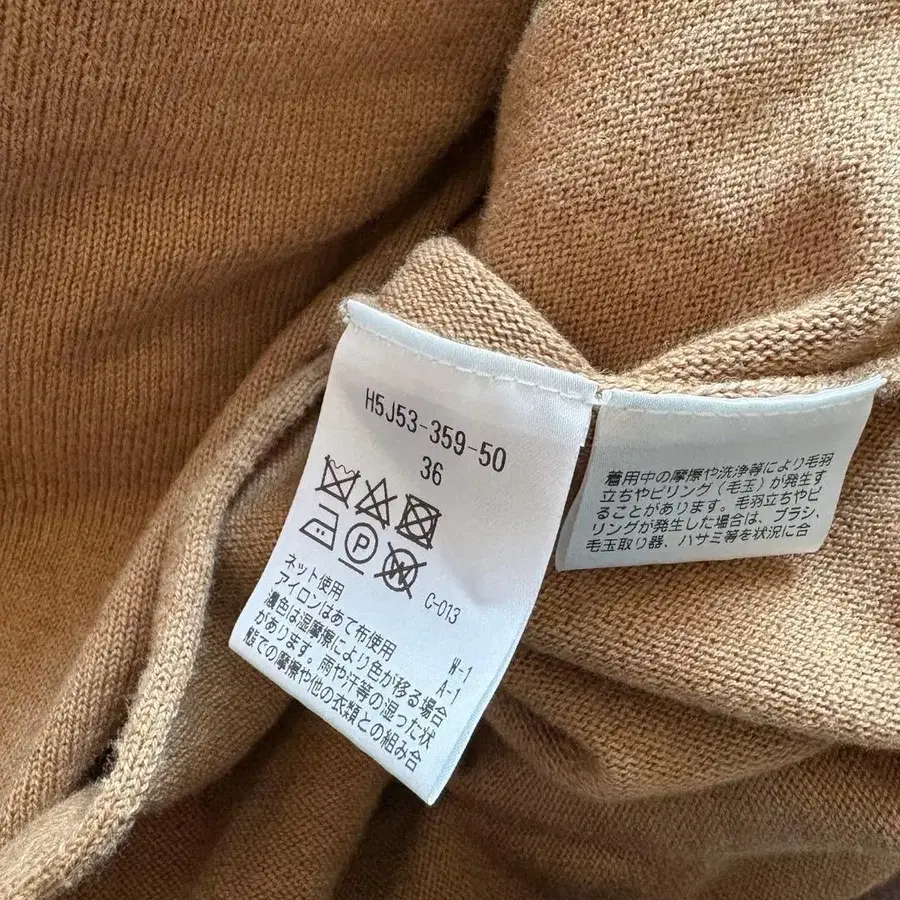 H5J53-359-50
36
P
W
C-013
ネット使用
アイロンはあて布使用
濃色は湿摩擦により色が移る場合
があります。雨や汗等の湿った状
態での摩擦や他の衣類との組み合
W-1
A-1
着用中の摩擦や洗浄等により毛羽
立ちやピリング（毛玉）が発生す
ることがあります。毛羽立ちやピ
リングが発生した場合は、ブラシ、
毛玉取り器、ハサミ等を状況に合